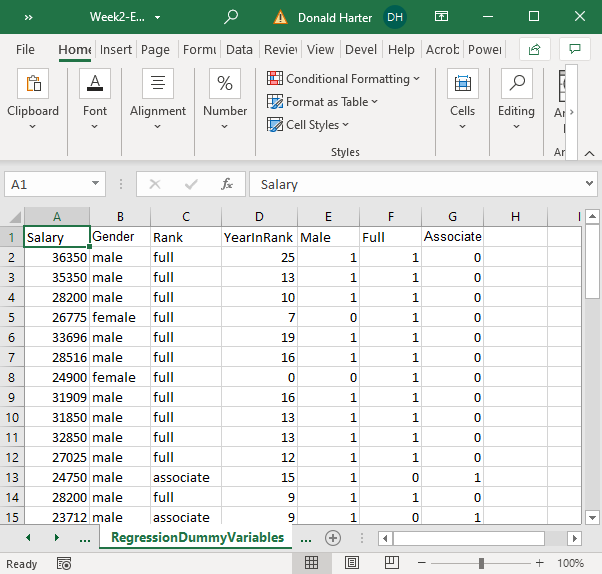 » Week2-E... Donald Harter DH
File Home Insert Page Formu Data Review View Devel Help Acrob Power
Clipboard Font Alignment Number Conditional Formatting Format as Table Cell Styles Styles Cells Editing
A1 fx Salary
A B C D E F G H I
1 Salary Gender Rank YearInRank Male Full Associate
2 36350 male full 25 1 1 0
3 35350 male full 13 1 1 0
4 28200 male full 10 1 1 0
5 26775 female full 7 0 1 0
6 33696 male full 19 1 1 0
7 28516 male full 16 1 1 0
8 24900 female full 0 0 1 0
9 31909 male full 16 1 1 0
10 31850 male full 13 1 1 0
11 32850 male full 13 1 1 0
12 27025 male full 12 1 1 0
13 24750 male associate 15 1 0 1
14 28200 male full 9 1 1 0
15 23712 male associate 9 1 0 1
... RegressionDummyVariables ...
Ready 100%